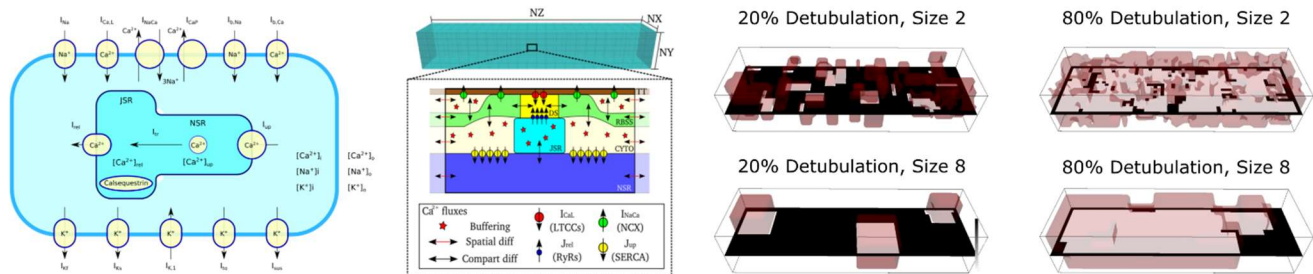 I_Na I_Ca,L I_NaCa I_CaP I_b,Na I_b,Ca
Ca²⁺ Ca²⁺
Na⁺ Ca²⁺ Na⁺ Ca²⁺
3Na⁺
JSR
NSR
I_rel I_tr I_up
Ca²⁺ Ca²⁺ Ca²⁺
[Ca²⁺]_rel [Ca²⁺]_up
Calsequestrin
[Ca²⁺]_i [Ca²⁺]_o
[Na⁺]i [Na⁺]_o
[K⁺]i [K⁺]_o
K⁺ K⁺ K⁺ K⁺ K⁺
I_Kr I_Ks I_K,1 I_to I_sus
NZ
NX
NY
TT
DS
RBSS
CYTO
JSR
NSR
Ca²⁺ fluxes
Buffering
Spatial diff
Compart diff
I_CaL
(LTCCs)
J_rel
(RyRs)
I_NaCa
(NCX)
J_up
(SERCA)
20% Detubulation, Size 2
80% Detubulation, Size 2
20% Detubulation, Size 8
80% Detubulation, Size 8